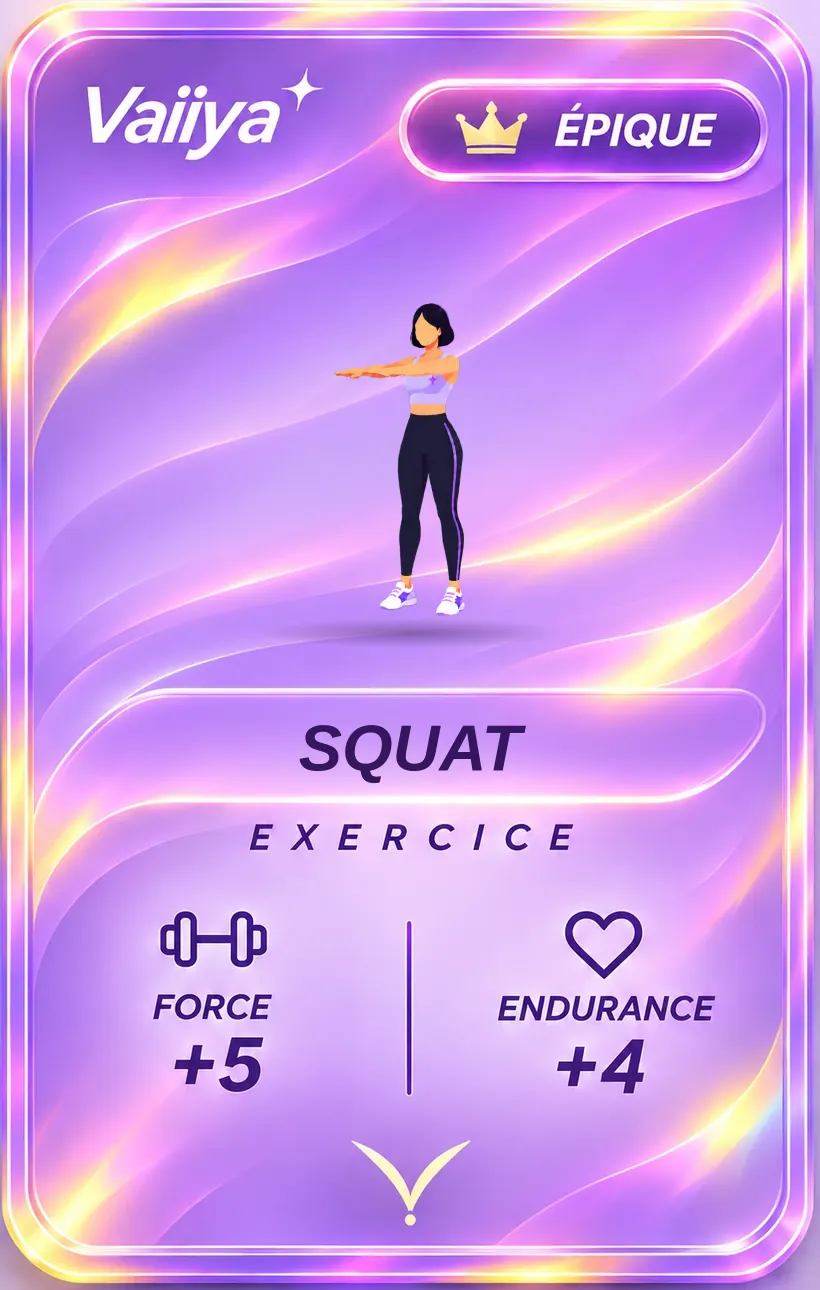 Vaiiya
ÉPIQUE
SQUAT
EXERCICE
FORCE
+5
ENDURANCE
+4